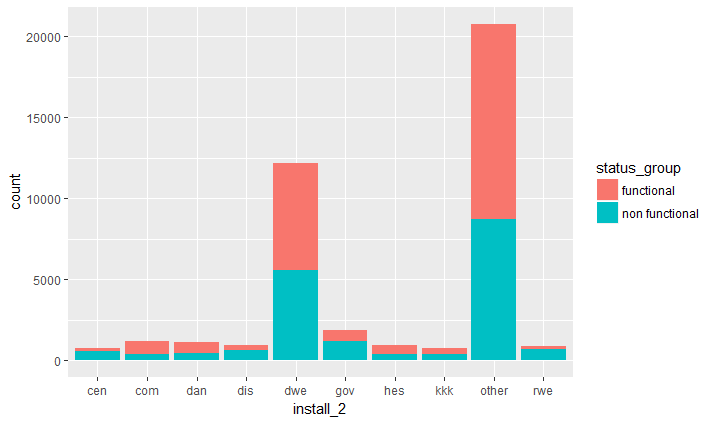 20000
15000
10000
5000
0
count
cen com dan dis dwe gov hes kkk other rwe
install_2
status_group
functional
non functional